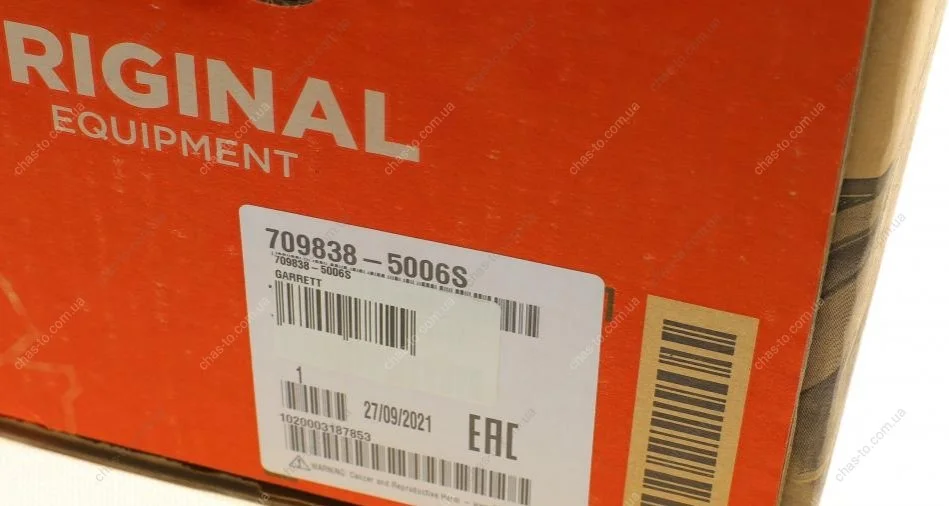 RIGINAL
EQUIPMENT
709838-5006S
709838-5006S
GARRETT
1
27/09/2021
EAC
1020003187853
WARNING: Cancer and Reproductive Harm -
chas-to.com.ua